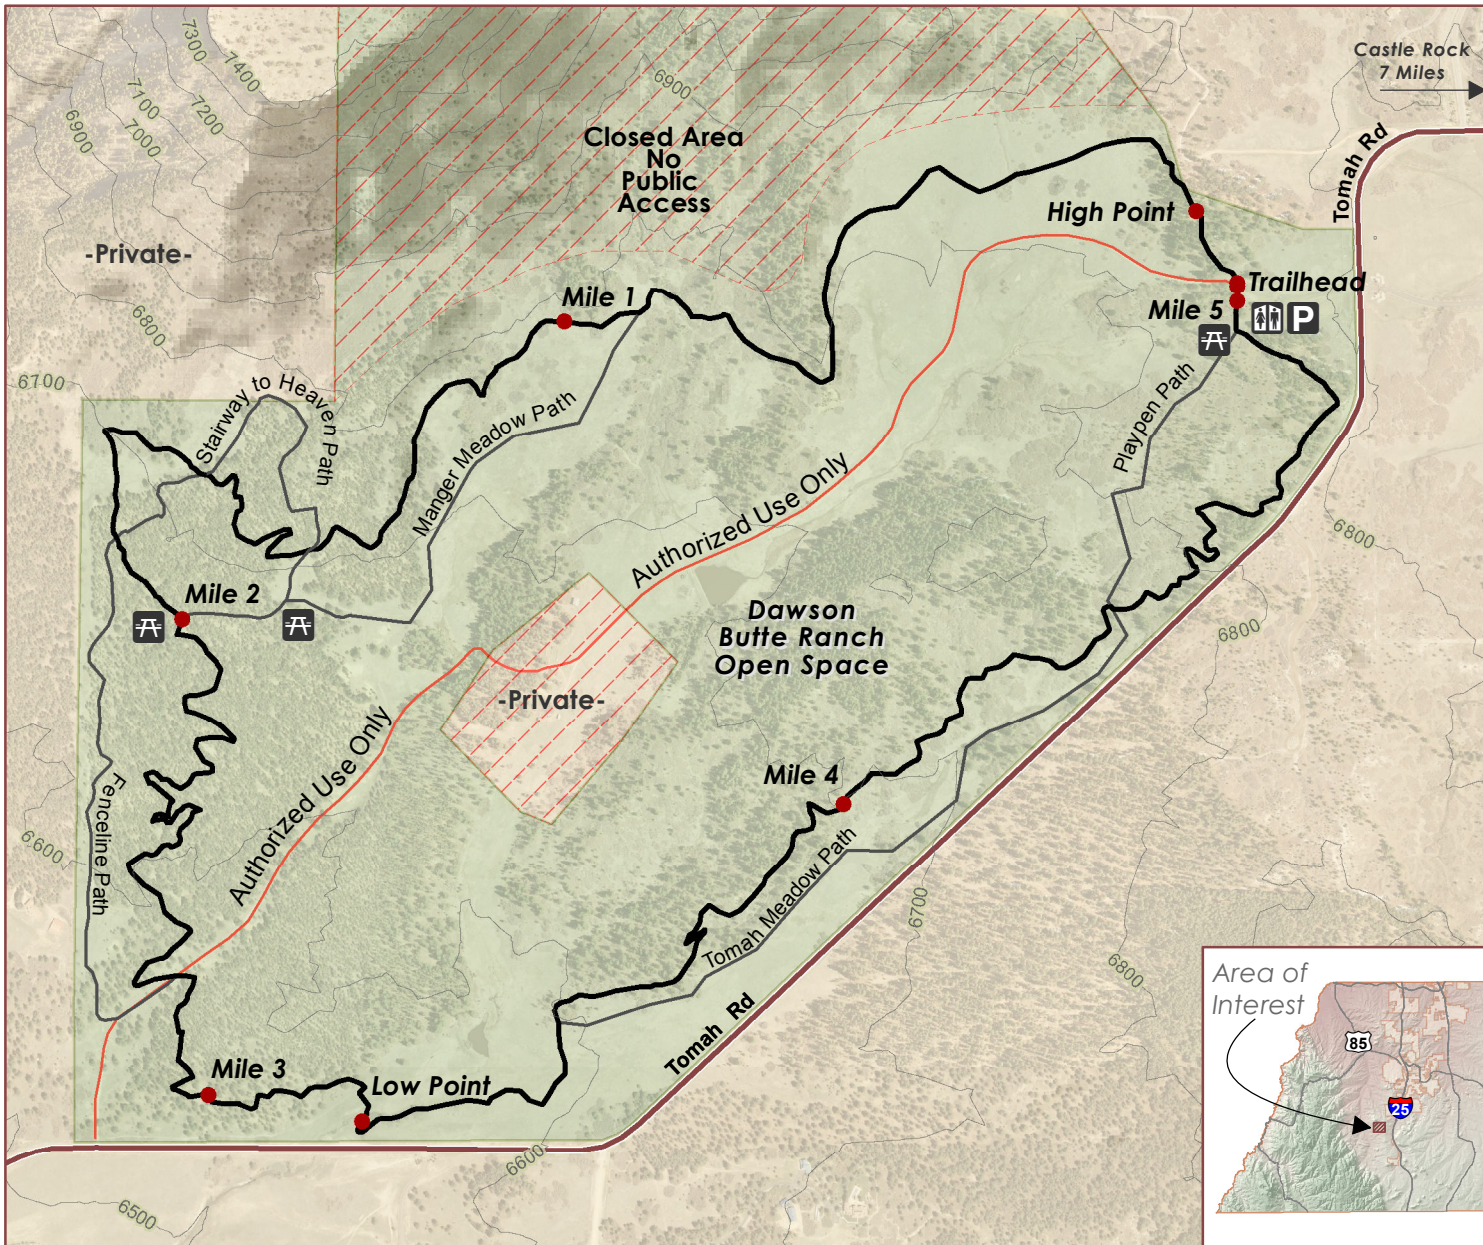 7300
7400
7100
7200
6900
7000
6900
Castle Rock
7 Miles
Tomah Rd
Closed Area
No
Public
Access
High Point
-Private-
Trailhead
Mile 1
Mile 5
P
6800
6700
Stairway to Heaven Path
Manger Meadow Path
Playpen Path
Authorized Use Only
6800
Mile 2
Dawson
Butte Ranch
Open Space
6800
-Private-
Authorized Use Only
Mile 4
Fenceline Path
6600
Tomah Meadow Path
6700
6800
Tomah Rd
Area of
Interest
85
25
Mile 3
Low Point
6600
6500